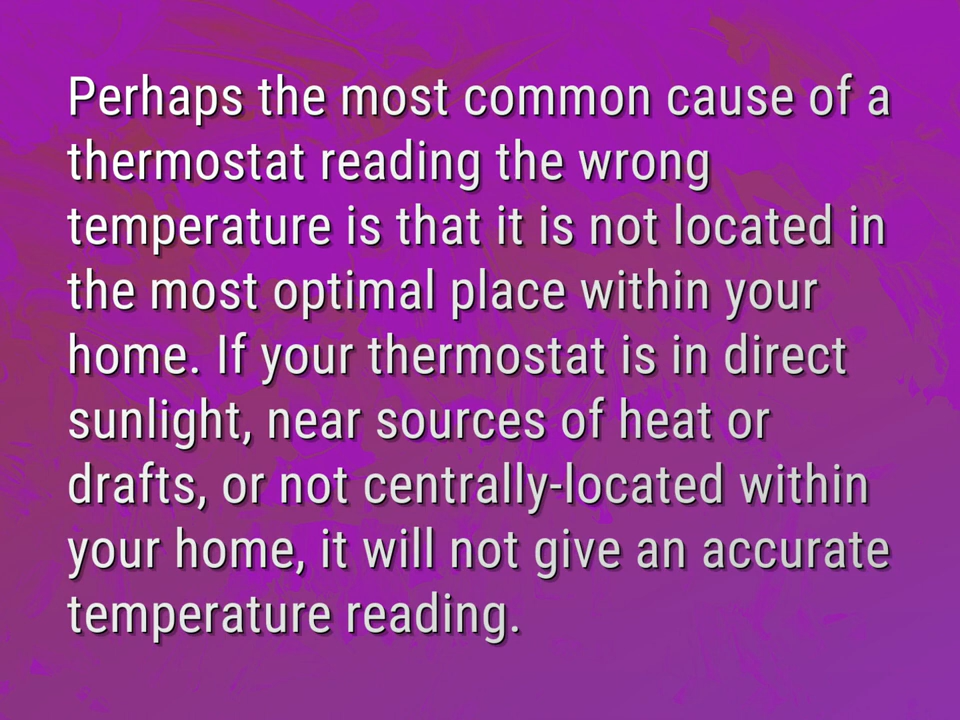 Perhaps the most common cause of a
thermostat reading the wrong
temperature is that it is not located in
the most optimal place within your
home. If your thermostat is in direct
sunlight, near sources of heat or
drafts, or not centrally-located within
your home, it will not give an accurate
temperature reading.